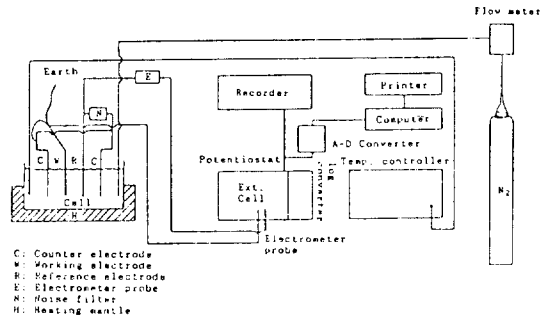 Flow meter
Earth
E
Recorder
Printer
N
Computer
A-D Converter
Potentiostat
Temp. controller
C W R C
log converter
Ext. Cell
N2
Cell
H
Electrometer probe
C: Counter electrode
W: Working electrode
R: Reference electrode
E: Electrometer probe
N: Noise filter
H: Heating mantle